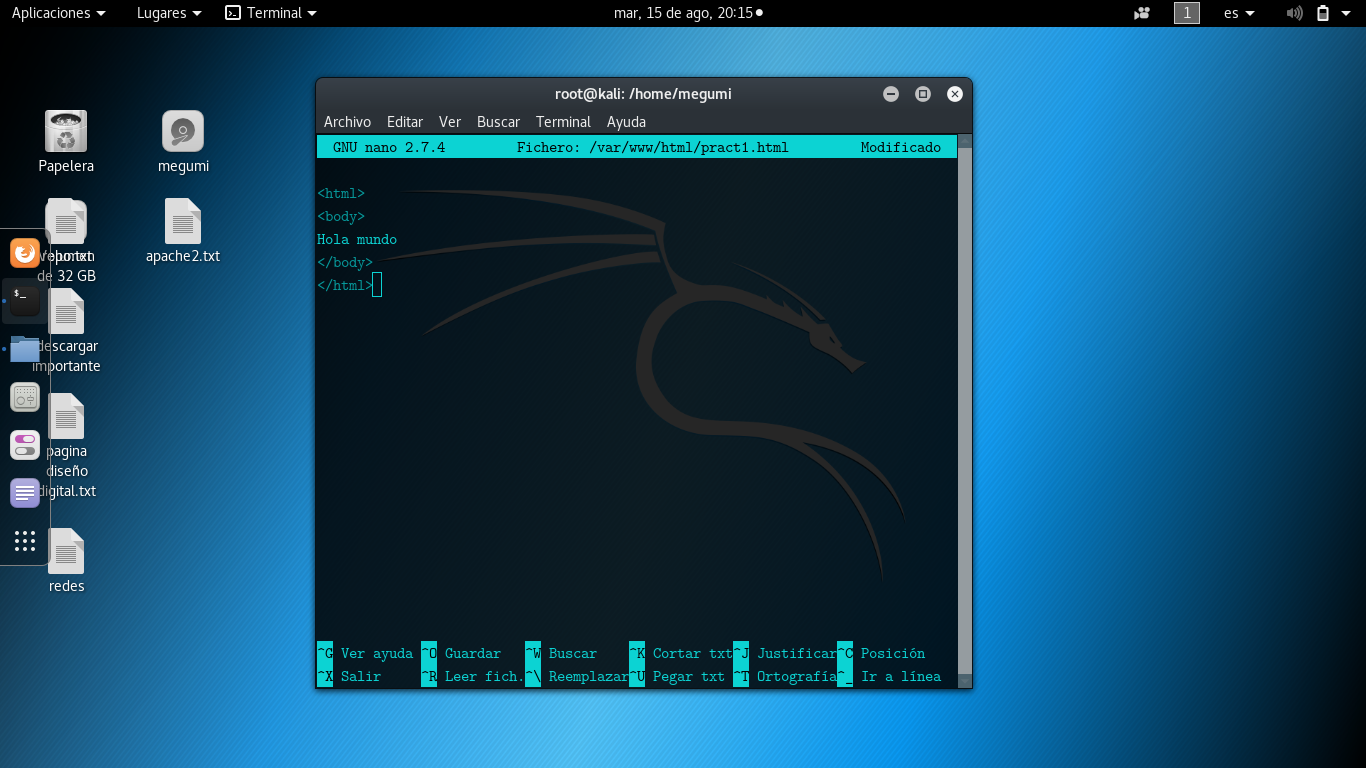 Aplicaciones Lugares Terminal mar, 15 de ago, 20:15 1 es
root@kali: /home/megumi
Archivo Editar Ver Buscar Terminal Ayuda
GNU nano 2.7.4 Fichero: /var/www/html/pract1.html Modificado
<html>
<body>
Hola mundo
</body>
</html>
^G Ver ayuda ^O Guardar ^W Buscar ^K Cortar txt ^J Justificar ^C Posición
^X Salir ^R Leer fich. ^\ Reemplazar ^U Pegar txt ^T Ortografía ^_ Ir a línea
Papelera
megumi
de 32 GB
apache2.txt
$_
descargar
importante
pagina
diseño
digital.txt
redes